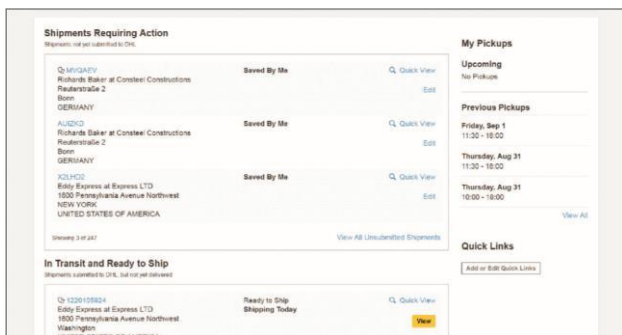 Shipments Requiring Action
Shipments not yet submitted to DHL
MVQAEV
Richards Baker at Consteel Constructions
Reuterstraße 2
Bonn
GERMANY
Saved By Me
Quick View
Edit
AUIZKD
Richards Baker at Consteel Constructions
Reuterstraße 2
Bonn
GERMANY
Saved By Me
Quick View
Edit
X2LHD2
Eddy Express at Express LTD
1600 Pennsylvania Avenue Northwest
NEW YORK
UNITED STATES OF AMERICA
Saved By Me
Quick View
Edit
Showing 3 of 247
View All Unsubmitted Shipments
In Transit and Ready to Ship
Shipments submitted to DHL, but not yet delivered
1220105924
Eddy Express at Express LTD
1600 Pennsylvania Avenue Northwest
Washington
Ready to Ship
Shipping Today
Quick View
View
My Pickups
Upcoming
No Pickups
Previous Pickups
Friday, Sep 1
11:30 - 18:00
Thursday, Aug 31
11:30 - 18:00
Thursday, Aug 31
10:00 - 18:00
View All
Quick Links
Add or Edit Quick Links